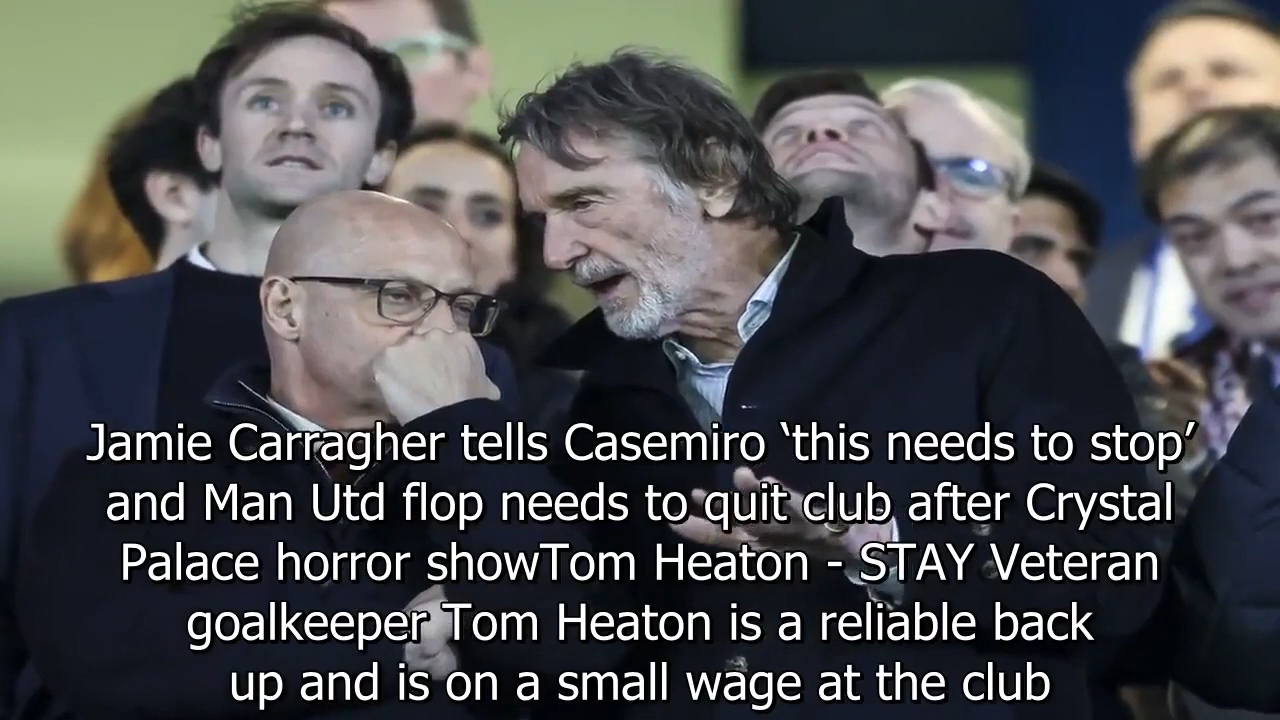 Jamie Carragher tells Casemiro ‘this needs to stop’
and Man Utd flop needs to quit club after Crystal
Palace horror showTom Heaton - STAY Veteran
goalkeeper Tom Heaton is a reliable back
up and is on a small wage at the club